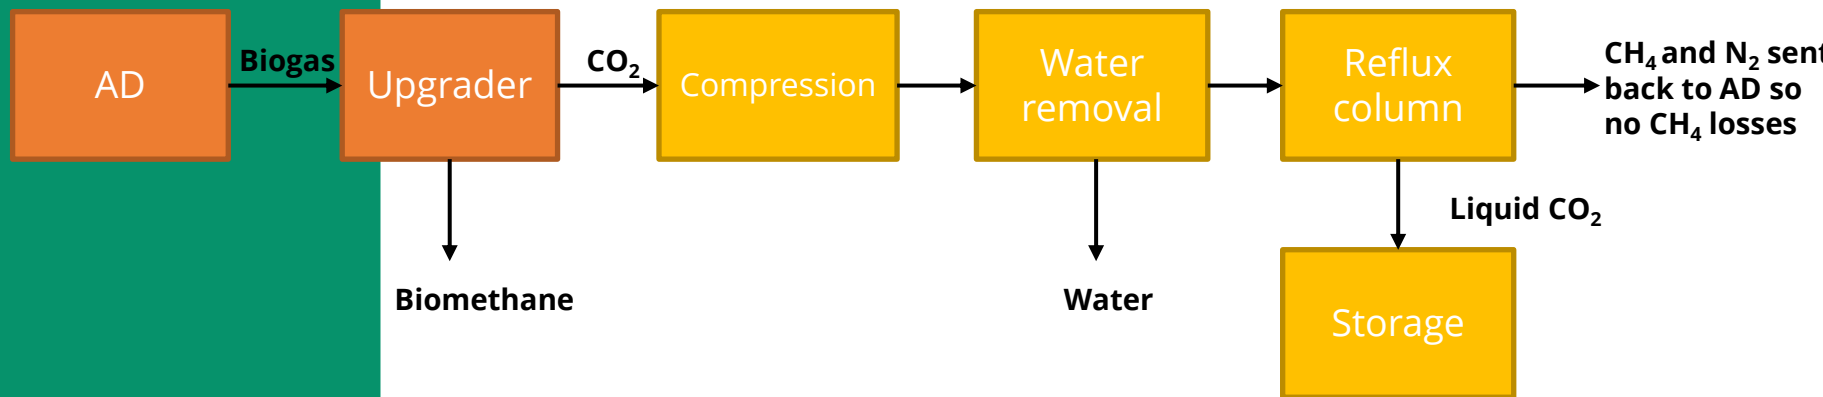 AD
Biogas
Upgrader
CO₂
Compression
Water
removal
Reflux
column
CH₄ and N₂ sent
back to AD so
no CH₄ losses
Biomethane
Water
Liquid CO₂
Storage